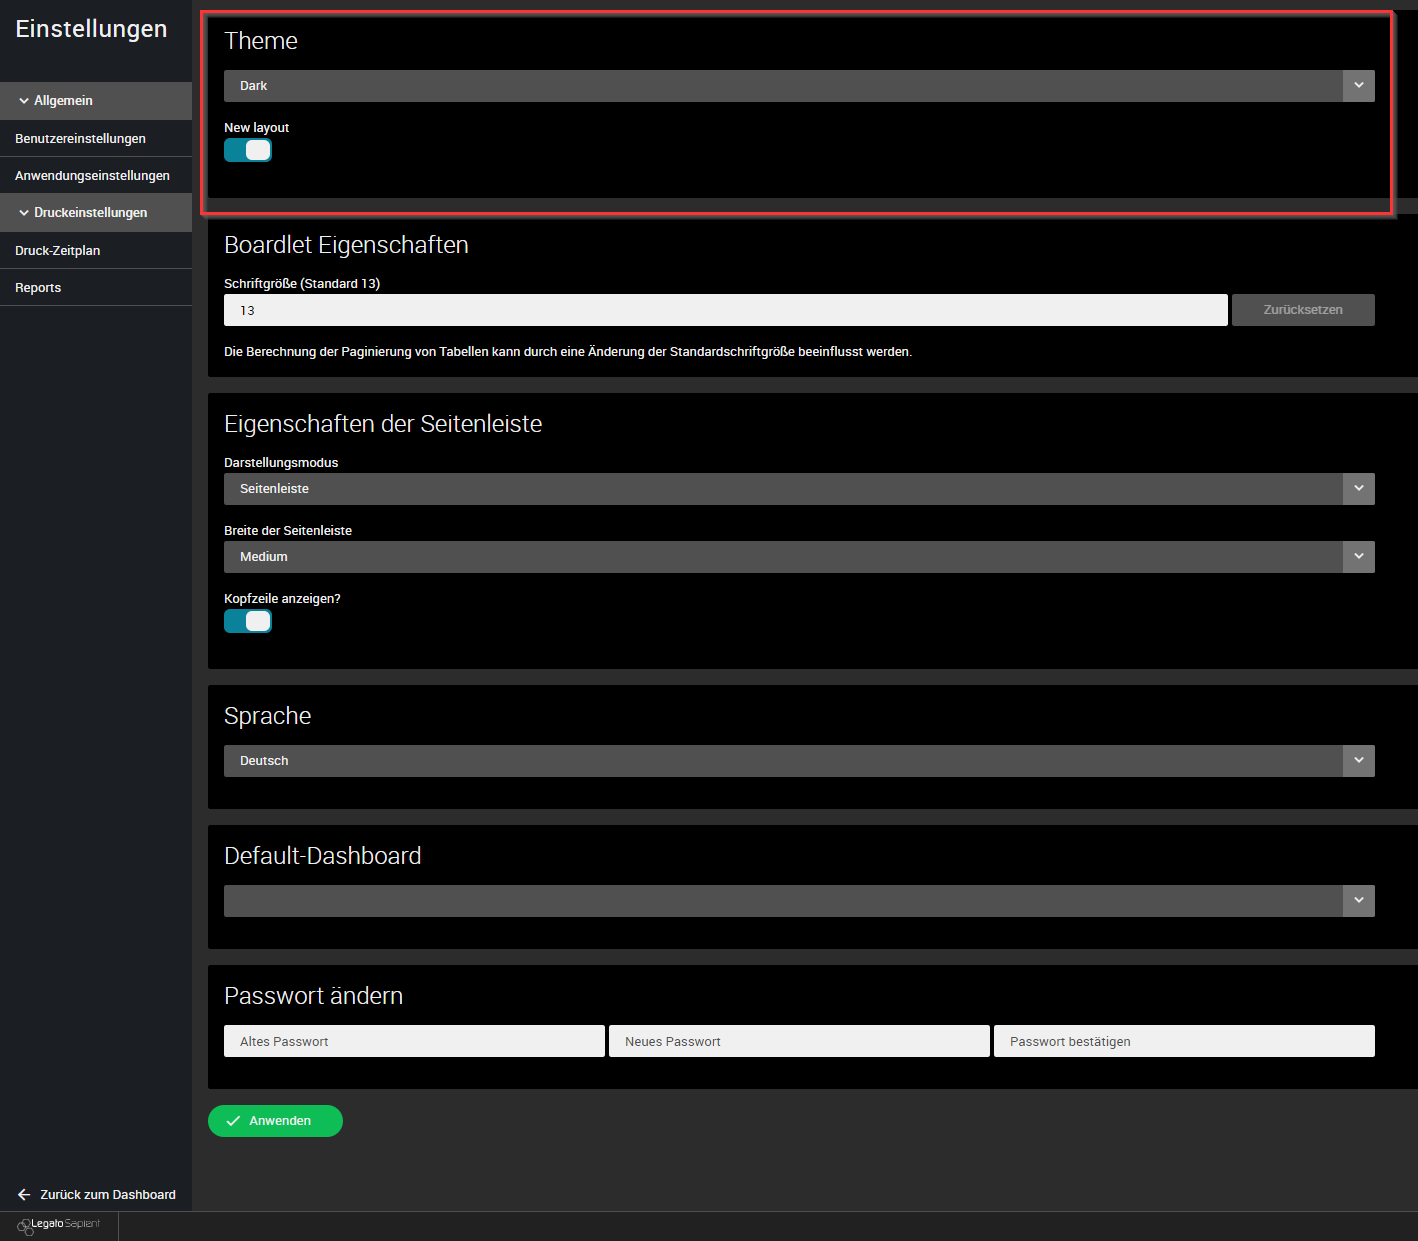 Einstellungen
Allgemein
Benutzereinstellungen
Anwendungseinstellungen
Druckeinstellungen
Druck-Zeitplan
Reports
Zurück zum Dashboard
Theme
Dark
New layout
Boardlet Eigenschaften
Schriftgröße (Standard 13)
13 Zurücksetzen
Die Berechnung der Paginierung von Tabellen kann durch eine Änderung der Standardschriftgröße beeinflusst werden.
Eigenschaften der Seitenleiste
Darstellungsmodus
Seitenleiste
Breite der Seitenleiste
Medium
Kopfzeile anzeigen?
Sprache
Deutsch
Default-Dashboard
Passwort ändern
Altes Passwort Neues Passwort Passwort bestätigen
Anwenden
Legato Sapient